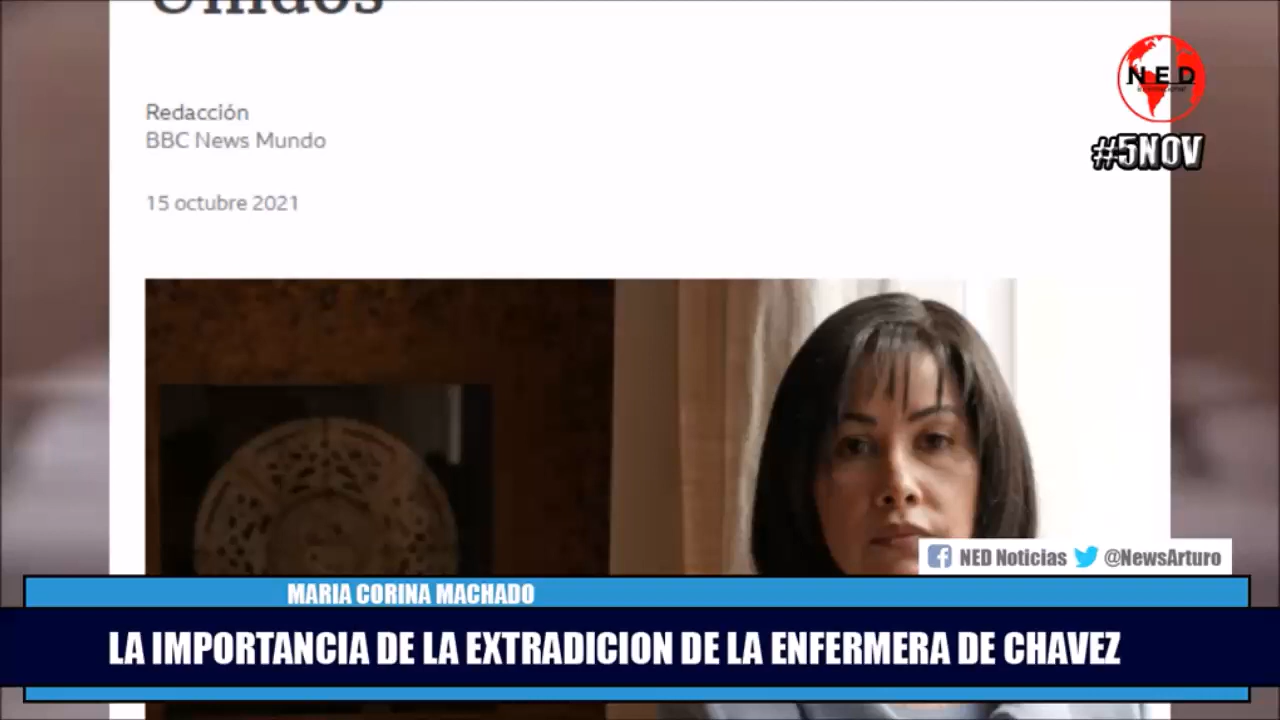 Unidos
Redacción
BBC News Mundo
15 octubre 2021
NED
#5NOV
NED Noticias @NewsArturo
MARIA CORINA MACHADO
LA IMPORTANCIA DE LA EXTRADICION DE LA ENFERMERA DE CHAVEZ